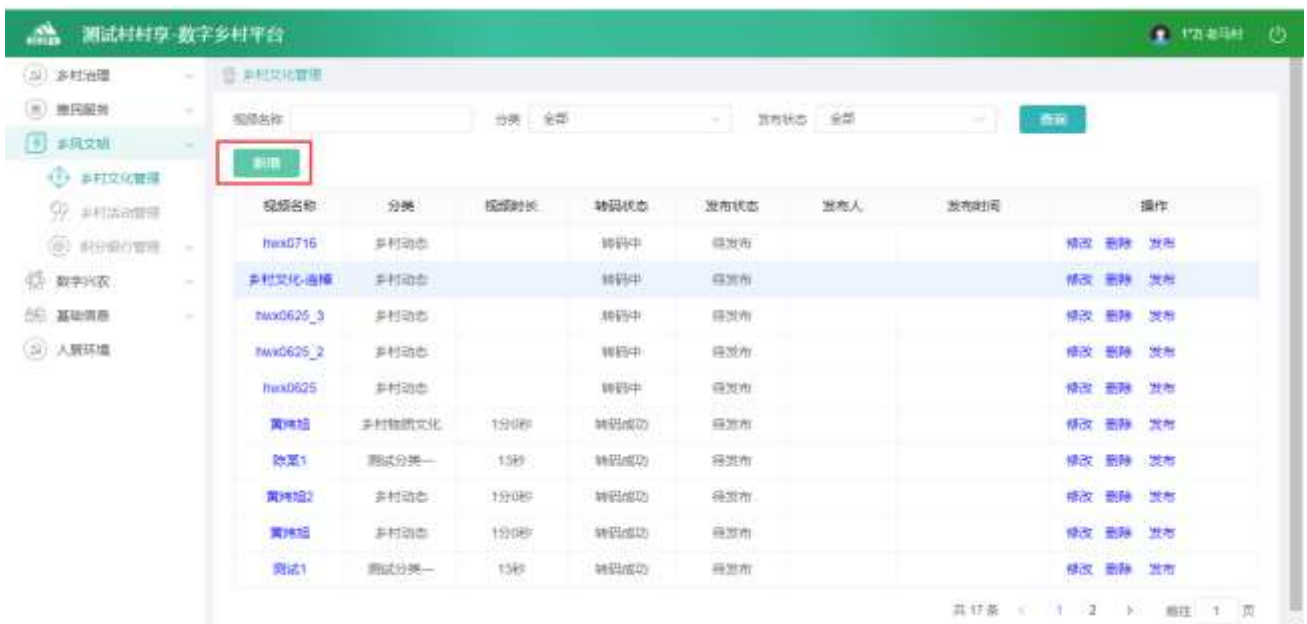 测试村村享·数字乡村平台
乡村治理
惠民服务
乡风文明
乡村文化管理
乡村活动管理
积分银行管理
数字兴农
基础信息
人居环境
乡村文化管理
视频名称 分类 全部 发布状态 全部 查询
新增
视频名称 分类 视频时长 转码状态 发布状态 发布人 发布时间 操作
hwx0716 乡村动态 转码中 待发布 修改 删除 发布
乡村文化-直播 乡村动态 转码中 待发布 修改 删除 发布
hwx0625_3 乡村动态 转码中 待发布 修改 删除 发布
hwx0625_2 乡村动态 转码中 待发布 修改 删除 发布
hwx0625 乡村动态 转码中 待发布 修改 删除 发布
乡村物质文化 1分0秒 转码成功 待发布 修改 删除 发布
陈某1 测试分类一 13秒 转码成功 待发布 修改 删除 发布
乡村动态 1分0秒 转码成功 待发布 修改 删除 发布
乡村动态 1分0秒 转码成功 待发布 修改 删除 发布
测试1 测试分类一 13秒 转码成功 待发布 修改 删除 发布
共 17 条 1 2 前往 1 页